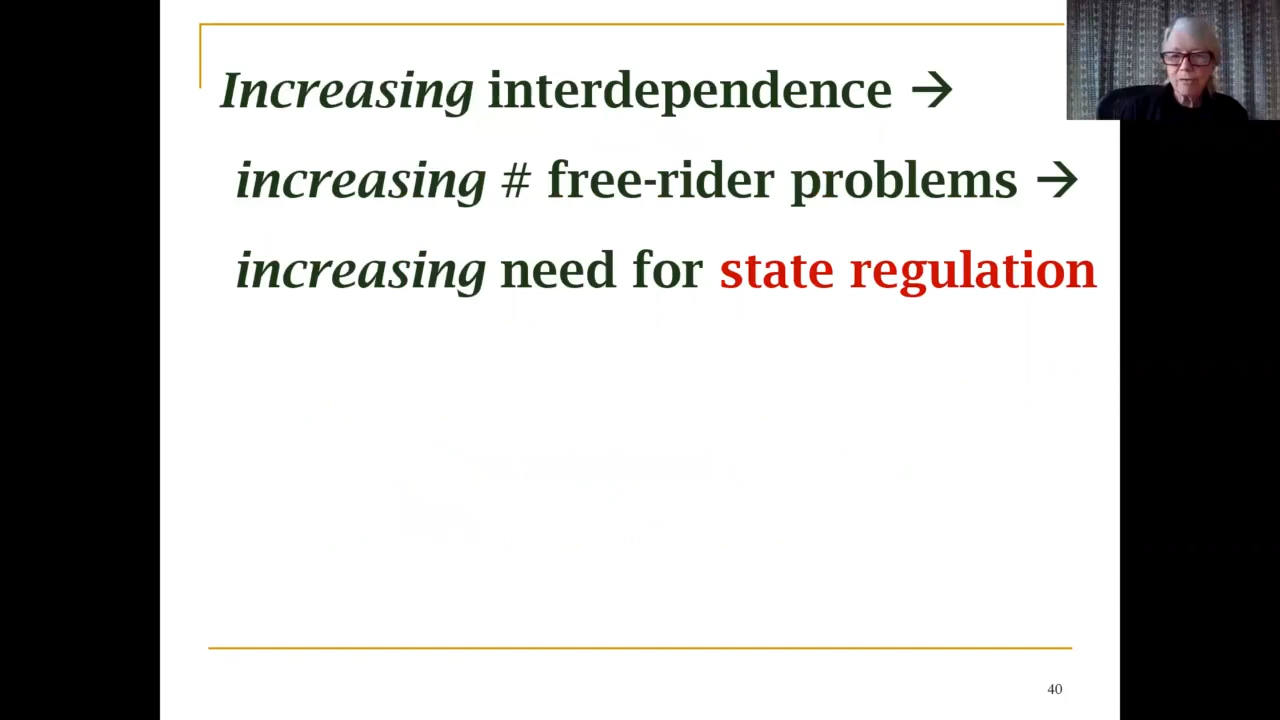 Increasing interdependence →
increasing # free-rider problems →
increasing need for state regulation
40